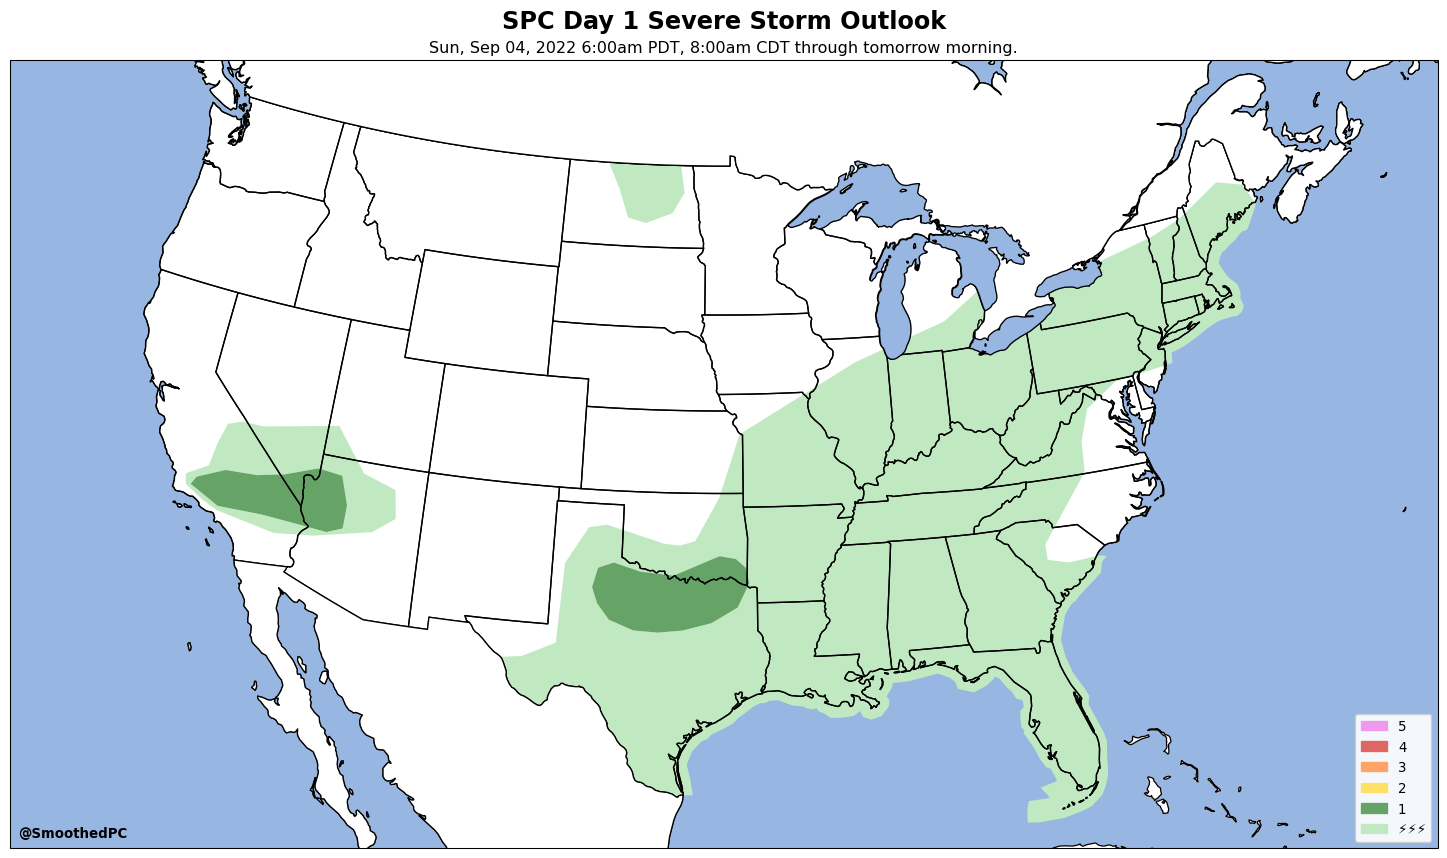 SPC Day 1 Severe Storm Outlook
Sun, Sep 04, 2022 6:00am PDT, 8:00am CDT through tomorrow morning.
5
4
3
2
1
⚡⚡⚡
@SmoothedPC